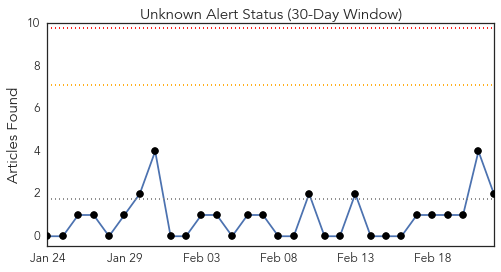 Unknown Alert Status (30-Day Window)
10
8
6
4
2
0
Articles Found
Jan 24 Jan 29 Feb 03 Feb 08 Feb 13 Feb 18